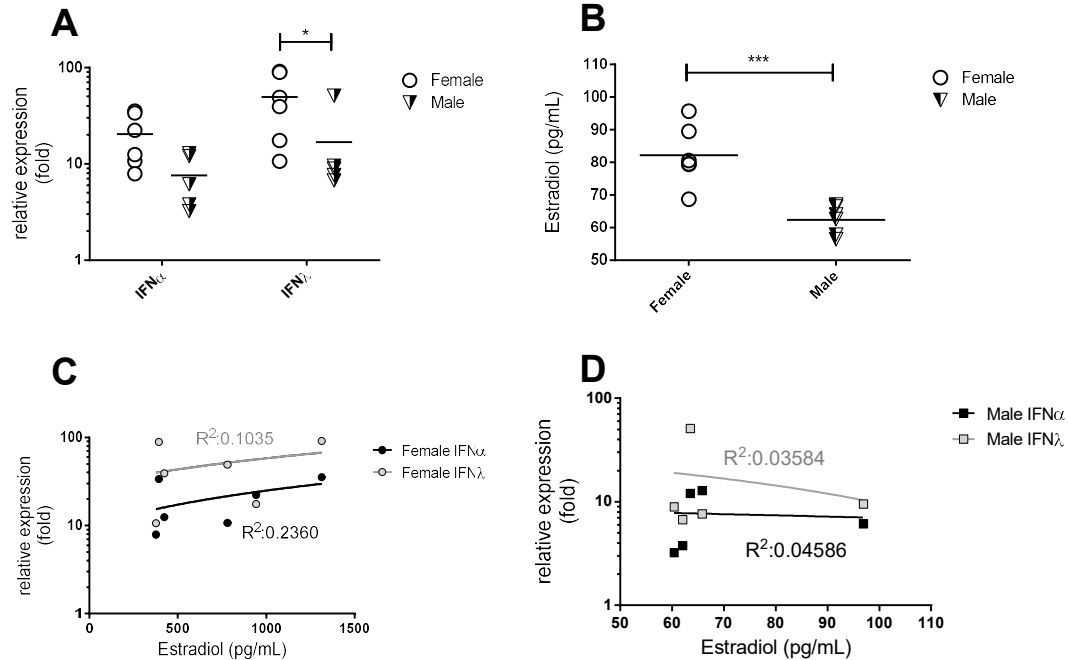 A
*
Female
Male
relative expression
(fold)
100
10
1
IFNα
IFNλ
B
***
Female
Male
Estradiol (pg/mL)
110
100
90
80
70
60
50
Female
Male
C
R²:0.1035
Female IFNα
Female IFNλ
R²:0.2360
relative expression
(fold)
100
10
1
0
500
1000
1500
Estradiol (pg/mL)
D
Male IFNα
Male IFNλ
R²:0.03584
R²:0.04586
relative expression
(fold)
100
10
1
50
60
70
80
90
100
110
Estradiol (pg/mL)